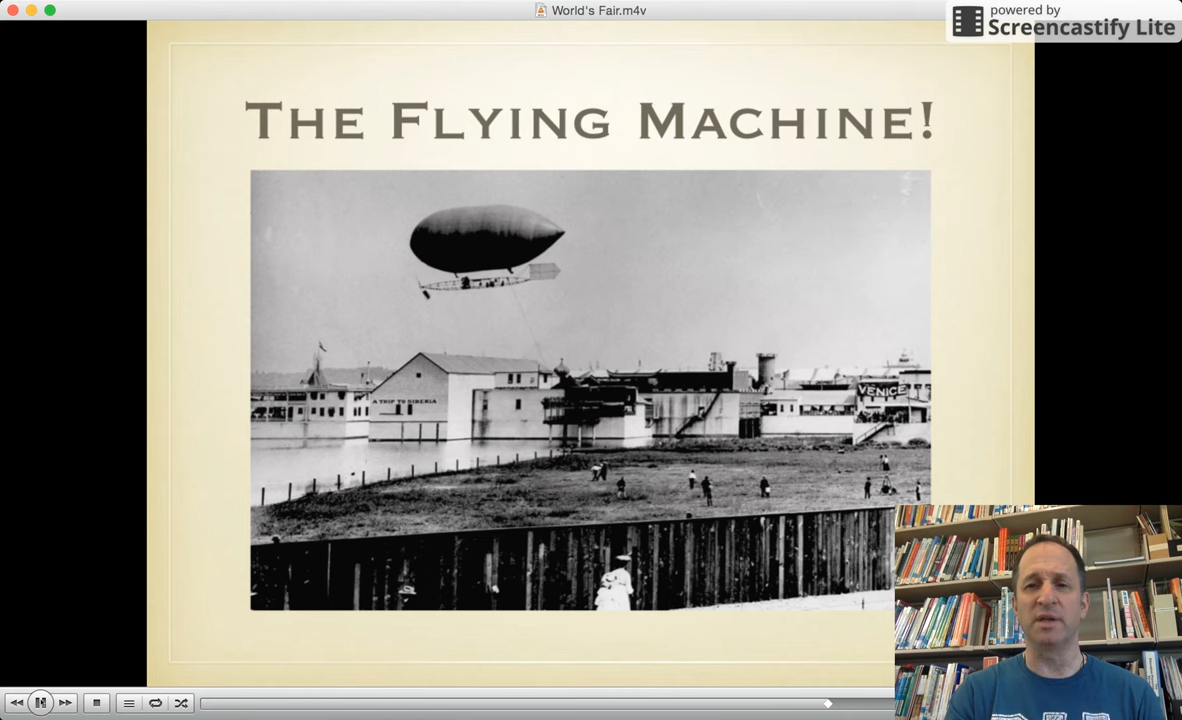 World's Fair.m4v
powered by
Screencastify Lite
THE FLYING MACHINE!
A TRIP TO SIBERIA
VENICE